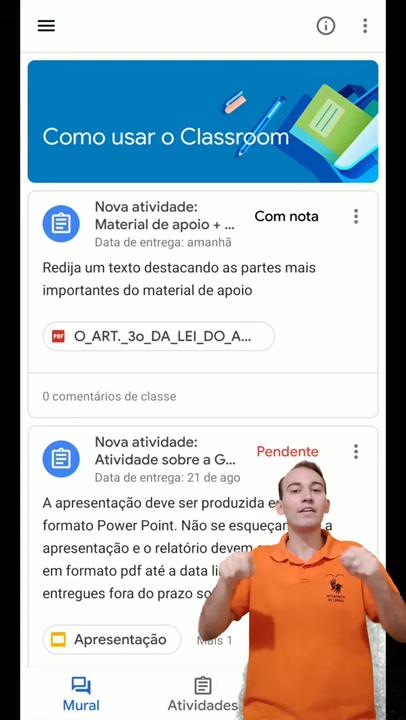 Como usar o Classroom
Nova atividade:
Material de apoio + ...
Com nota
Data de entrega: amanhã
Redija um texto destacando as partes mais
importantes do material de apoio
PDF O_ART._3o_DA_LEI_DO_A...
0 comentários de classe
Nova atividade:
Atividade sobre a G...
Pendente
Data de entrega: 21 de ago
A apresentação deve ser produzida e
formato Power Point. Não se esqueça a
apresentação e o relatório devem
em formato pdf até a data li
entregues fora do prazo so
Apresentação
Mais 1
Mural
Atividades